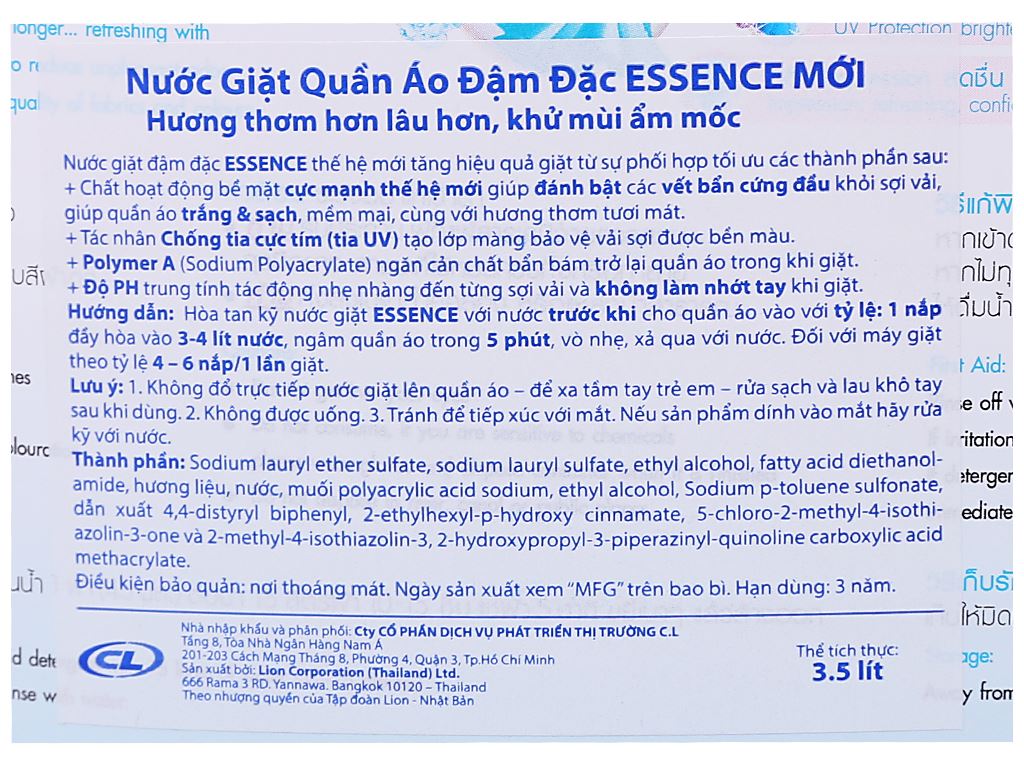 longer... refreshing with
UV Protection
Nước Giặt Quần Áo Đậm Đặc ESSENCE MỚI
Hương thơm hơn lâu hơn, khử mùi ẩm mốc
Nước giặt đậm đặc ESSENCE thế hệ mới tăng hiệu quả giặt từ sự phối hợp tối ưu các thành phần sau:
+ Chất hoạt động bề mặt cực mạnh thế hệ mới giúp đánh bật các vết bẩn cứng đầu khỏi sợi vải,
giúp quần áo trắng & sạch, mềm mại, cùng với hương thơm tươi mát.
+ Tác nhân Chống tia cực tím (tia UV) tạo lớp màng bảo vệ vải sợi được bền màu.
+ Polymer A (Sodium Polyacrylate) ngăn cản chất bẩn bám trở lại quần áo trong khi giặt.
+ Độ PH trung tính tác động nhẹ nhàng đến từng sợi vải và không làm nhớt tay khi giặt.
Hướng dẫn: Hòa tan kỹ nước giặt ESSENCE với nước trước khi cho quần áo vào với tỷ lệ: 1 nắp
đầy hòa vào 3-4 lít nước, ngâm quần áo trong 5 phút, vò nhẹ, xả qua với nước. Đối với máy giặt
theo tỷ lệ 4 – 6 nắp/1 lần giặt.
Lưu ý: 1. Không đổ trực tiếp nước giặt lên quần áo – để xa tầm tay trẻ em – rửa sạch và lau khô tay
sau khi dùng. 2. Không được uống. 3. Tránh để tiếp xúc với mắt. Nếu sản phẩm dính vào mắt hãy rửa
kỹ với nước.
Thành phần: Sodium lauryl ether sulfate, sodium lauryl sulfate, ethyl alcohol, fatty acid diethanol-
amide, hương liệu, nước, muối polyacrylic acid sodium, ethyl alcohol, Sodium p-toluene sulfonate,
dẫn xuất 4,4-distyryl biphenyl, 2-ethylhexyl-p-hydroxy cinnamate, 5-chloro-2-methyl-4-isothi-
azolin-3-one và 2-methyl-4-isothiazolin-3, 2-hydroxypropyl-3-piperazinyl-quinoline carboxylic acid
methacrylate.
Điều kiện bảo quản: nơi thoáng mát. Ngày sản xuất xem “MFG” trên bao bì. Hạn dùng: 3 năm.
CL
Nhà nhập khẩu và phân phối: Cty CỔ PHẦN DỊCH VỤ PHÁT TRIỂN THỊ TRƯỜNG C.L
Tầng 8, Tòa Nhà Ngân Hàng Nam Á
201-203 Cách Mạng Tháng 8, Phường 4, Quận 3, Tp.Hồ Chí Minh
Sản xuất bởi: Lion Corporation (Thailand) Ltd.
666 Rama 3 RD. Yannawa. Bangkok 10120 – Thailand
Theo nhượng quyền của Tập đoàn Lion - Nhật Bản
Thể tích thực:
3.5 lít
First Aid:
Storage: